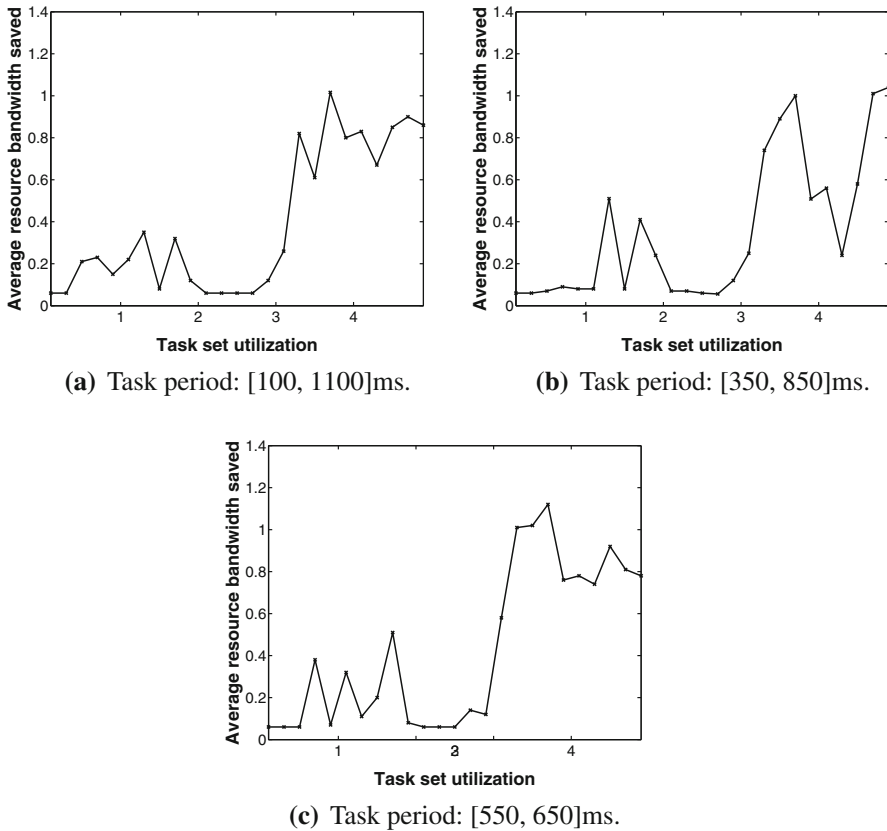 1.4
1.2
1
0.8
0.6
0.4
0.2
0
1 2 3 4
Average resource bandwidth saved
Task set utilization
(a) Task period: [100, 1100]ms.
1.4
1.2
1
0.8
0.6
0.4
0.2
0
1 2 3 4
Average resource bandwidth saved
Task set utilization
(b) Task period: [350, 850]ms.
1.4
1.2
1
0.8
0.6
0.4
0.2
0
1 2 4
Average resource bandwidth saved
Task set utilization
(c) Task period: [550, 650]ms.